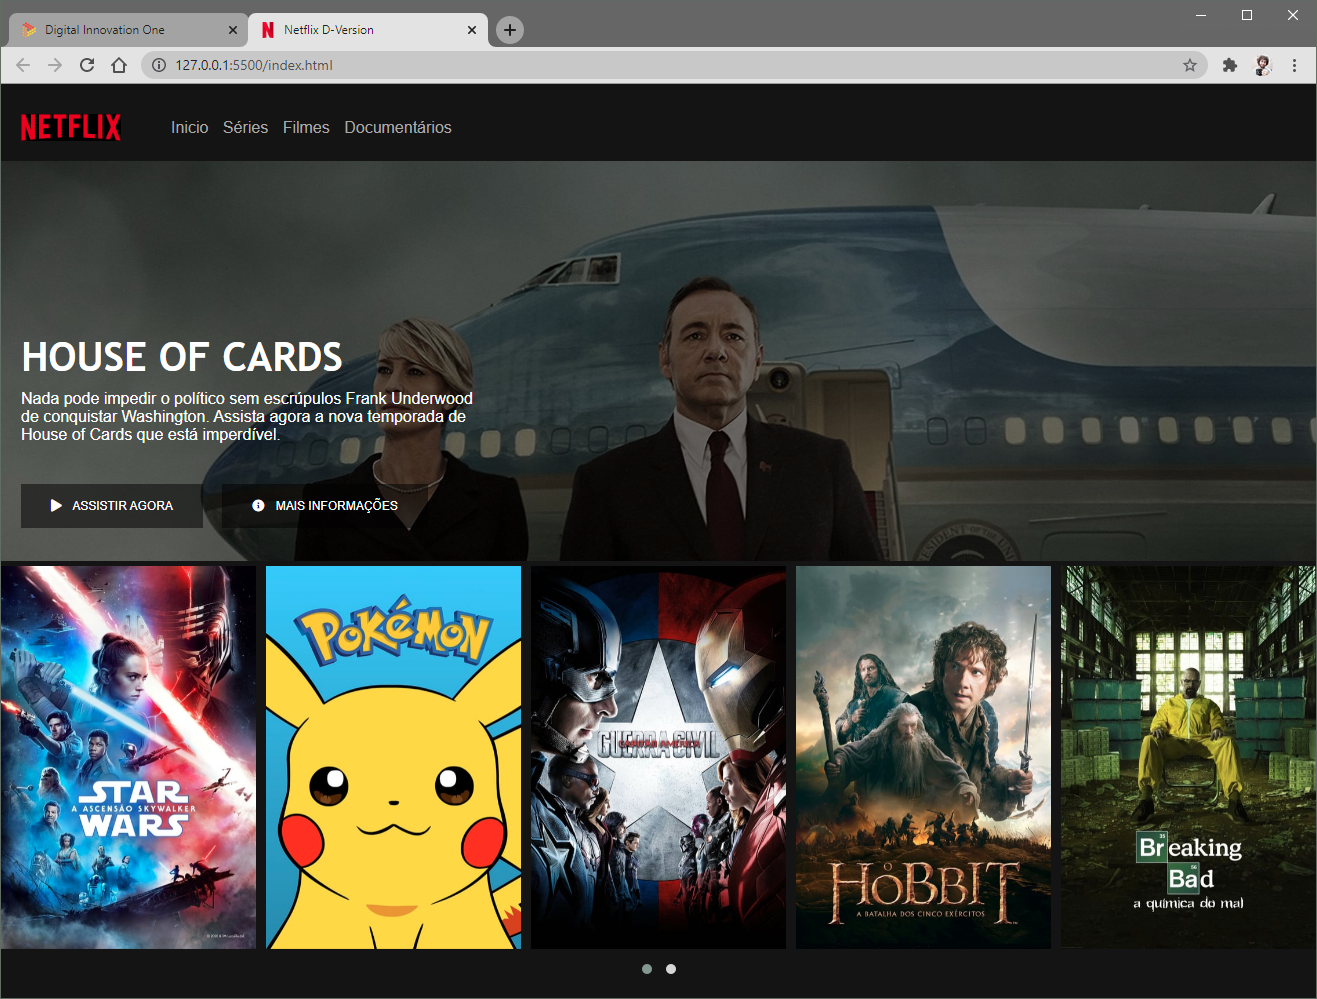 Digital Innovation One
Netflix D-Version
127.0.0.1:5500/index.html
NETFLIX
Inicio
Séries
Filmes
Documentários
HOUSE OF CARDS
Nada pode impedir o político sem escrúpulos Frank Underwood
de conquistar Washington. Assista agora a nova temporada de
House of Cards que está imperdível.
ASSISTIR AGORA
MAIS INFORMAÇÕES
STAR
A ASCENSÃO SKYWALKER
WARS
POKéMON
GUERRA CIVIL
CAPITÃO AMÉRICA
O HOBBIT
A BATALHA DOS CINCO EXÉRCITOS
Breaking
Bad
a química do mal